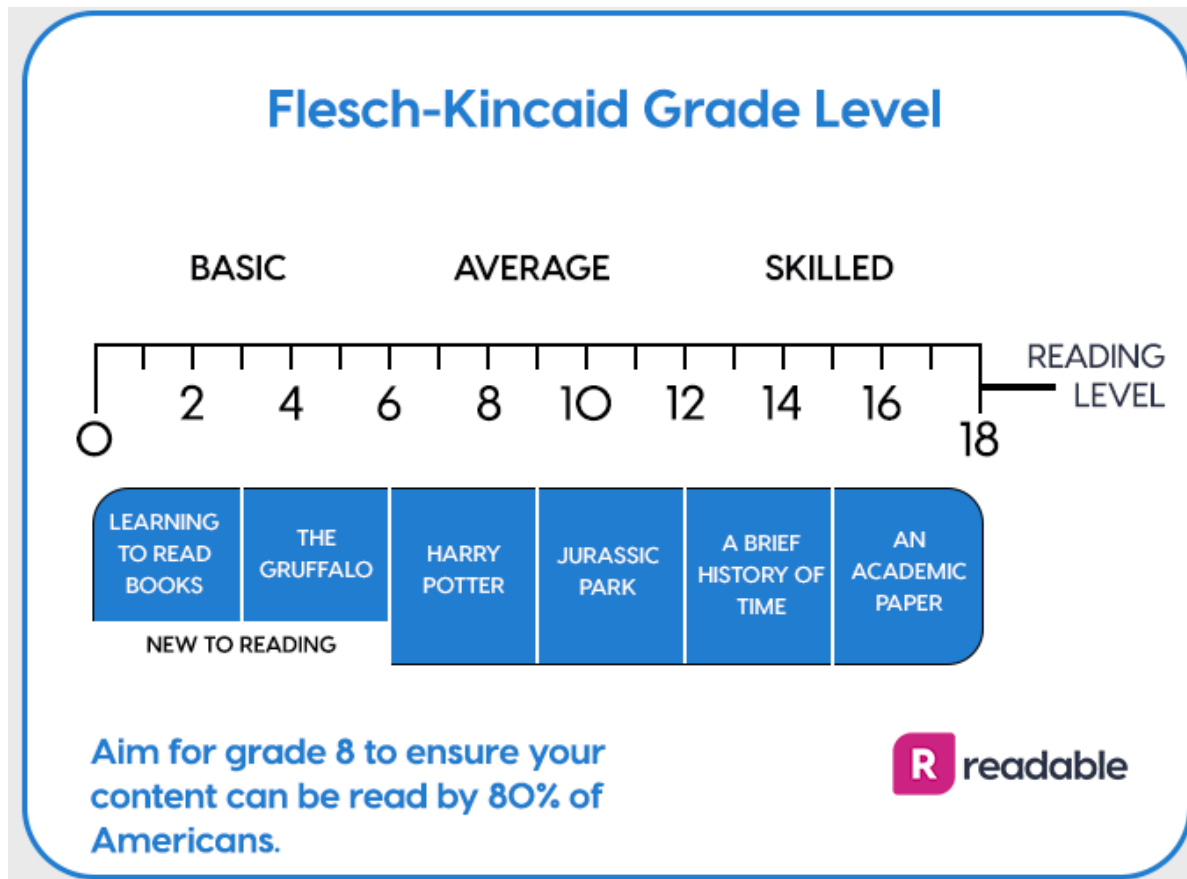 Flesch-Kincaid Grade Level
BASIC AVERAGE SKILLED
READING
LEVEL
2 4 6 8 10 12 14 16
0 18
LEARNING
TO READ
BOOKS
THE
GRUFFALO
HARRY
POTTER
JURASSIC
PARK
A BRIEF
HISTORY OF
TIME
AN
ACADEMIC
PAPER
NEW TO READING
Aim for grade 8 to ensure your
content can be read by 80% of
Americans.
R readable